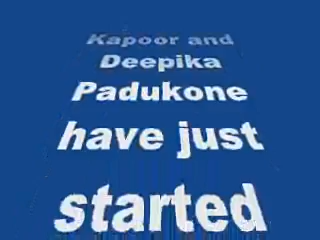 Kapoor and
Deepika
Padukone
have just
started